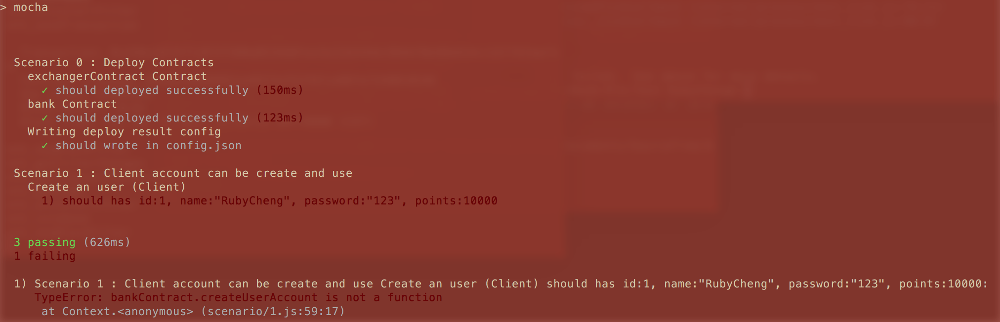 > mocha
Scenario 0 : Deploy Contracts
exchangerContract Contract
✓ should deployed successfully (150ms)
bank Contract
✓ should deployed successfully (123ms)
Writing deploy result config
✓ should wrote in config.json
Scenario 1 : Client account can be create and use
Create an user (Client)
1) should has id:1, name:"RubyCheng", password:"123", points:10000
3 passing (626ms)
1 failing
1) Scenario 1 : Client account can be create and use Create an user (Client) should has id:1, name:"RubyCheng", password:"123", points:10000:
TypeError: bankContract.createUserAccount is not a function
at Context.<anonymous> (scenario/1.js:59:17)